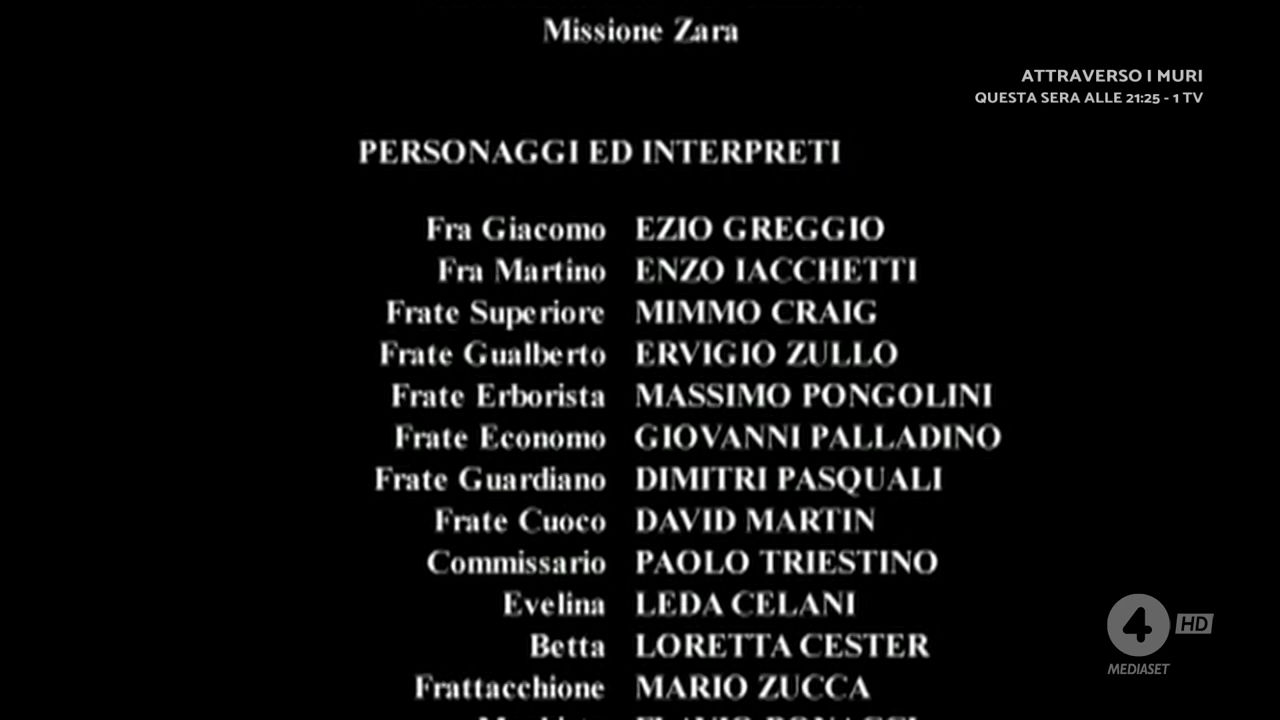 Missione Zara
ATTRAVERSO I MURI
QUESTA SERA ALLE 21:25 - 1 TV
PERSONAGGI ED INTERPRETI
Fra Giacomo EZIO GREGGIO
Fra Martino ENZO IACCHETTI
Frate Superiore MIMMO CRAIG
Frate Gualberto ERVIGIO ZULLO
Frate Erborista MASSIMO PONGOLINI
Frate Economo GIOVANNI PALLADINO
Frate Guardiano DIMITRI PASQUALI
Frate Cuoco DAVID MARTIN
Commissario PAOLO TRIESTINO
Evelina LEDA CELANI
Betta LORETTA CESTER
Frattacchione MARIO ZUCCA
4 HD
MEDIASET